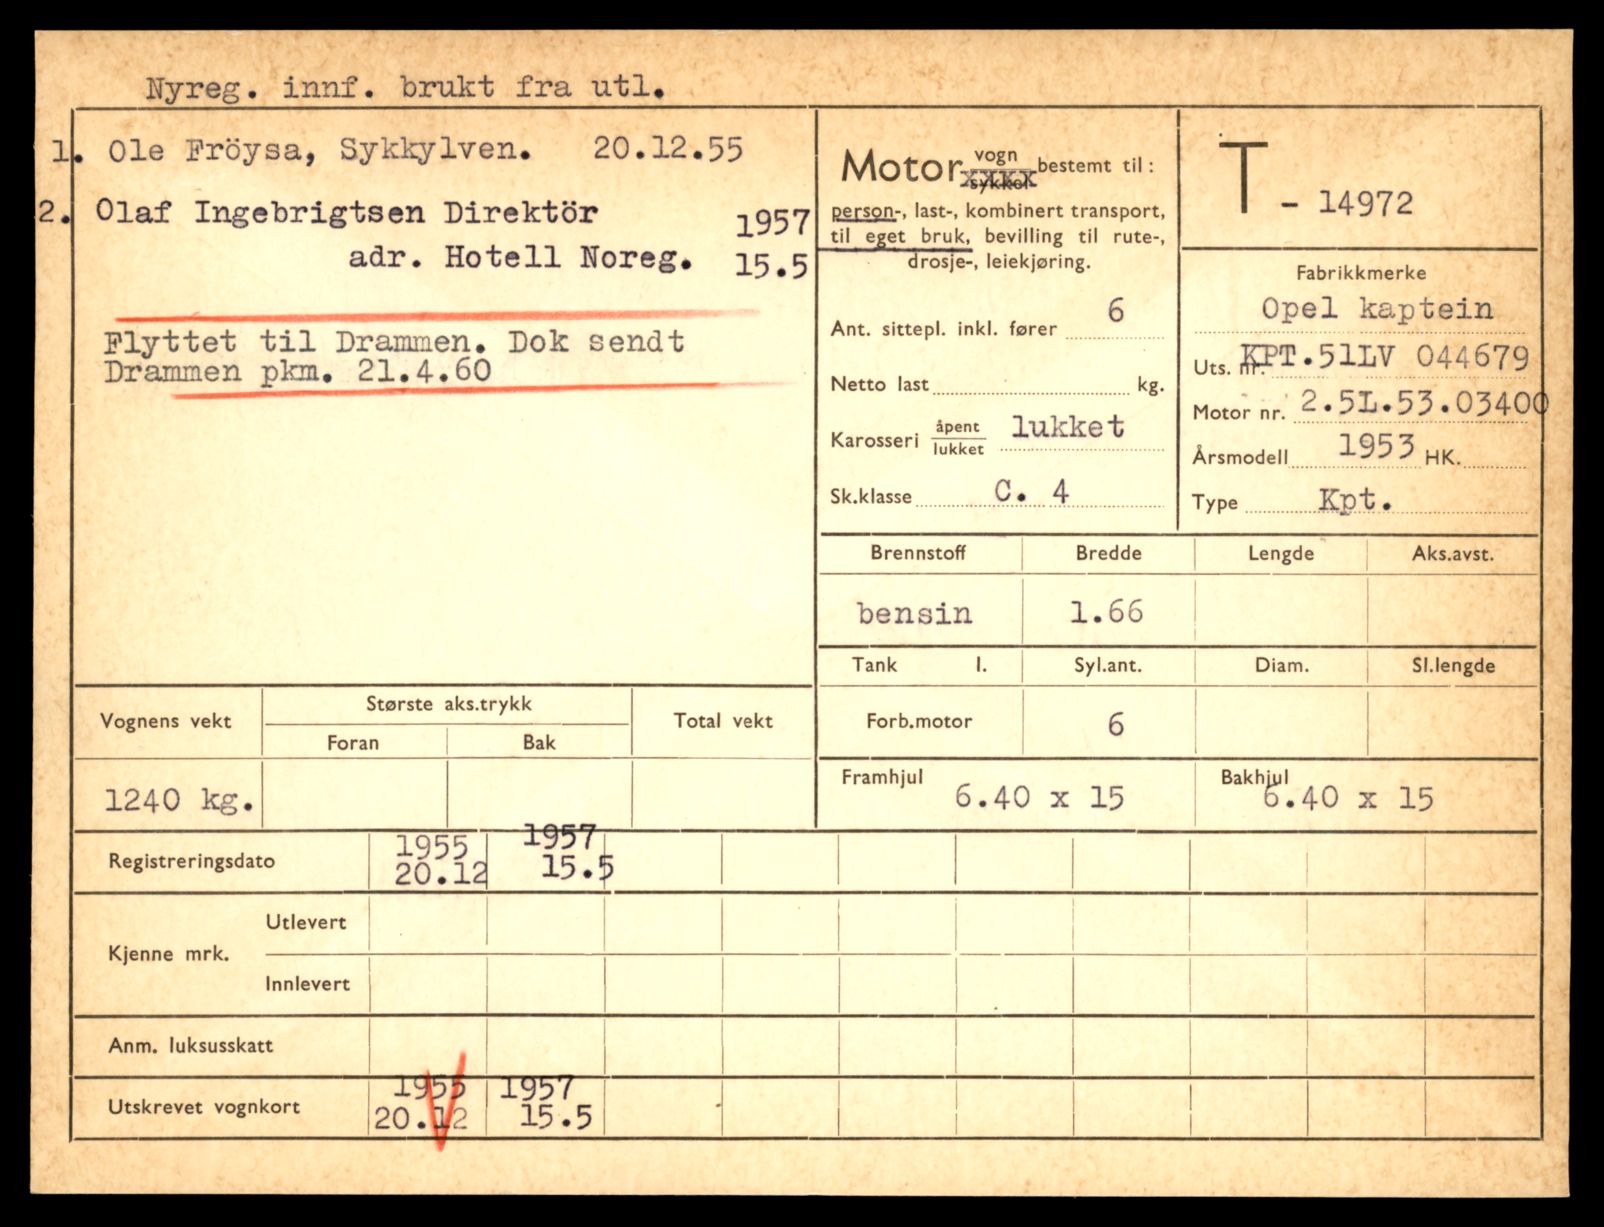 Nyreg. innf. brukt fra utl.
1. Ole Fröysa, Sykkylven. 20.12.55
2. Olaf Ingebrigtsen Direktör 1957
adr. Hotell Noreg. 15.5
Flyttet til Drammen. Dok sendt
Drammen pkm. 21.4.60
Motor vogn sykkel bestemt til:
person-, last-, kombinert transport,
til eget bruk, bevilling til rute-,
drosje-, leiekjøring.
Ant. sittepl. inkl. fører 6
Netto last kg.
Karosseri åpent lukket lukket
Sk.klasse C. 4
T - 14972
Fabrikkmerke
Opel kaptein
Uts. nr. KPT.51LV 044679
Motor nr. 2.5L.53.03400
Årsmodell 1953 HK.
Type Kpt.
Brennstoff Bredde Lengde Aks.avst.
bensin 1.66
Tank l. Syl.ant. Diam. Sl.lengde
Forb.motor 6
Framhjul 6.40 x 15 Bakhjul 6.40 x 15
Vognens vekt Største aks.trykk Total vekt
Foran Bak
1240 kg.
Registreringsdato 1955 1957
20.12 15.5
Kjenne mrk. Utlevert
Innlevert
Anm. luksusskatt
Utskrevet vognkort 1955 1957
20.12 15.5